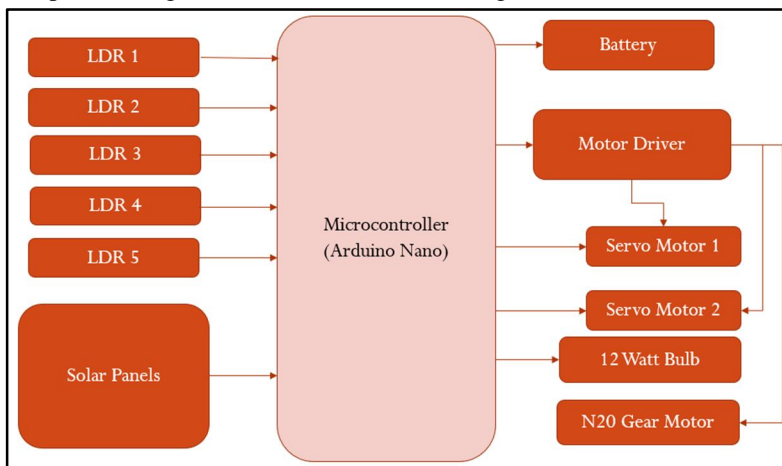 LDR 1
LDR 2
LDR 3
LDR 4
LDR 5
Solar Panels
Microcontroller
(Arduino Nano)
Battery
Motor Driver
Servo Motor 1
Servo Motor 2
12 Watt Bulb
N20 Gear Motor